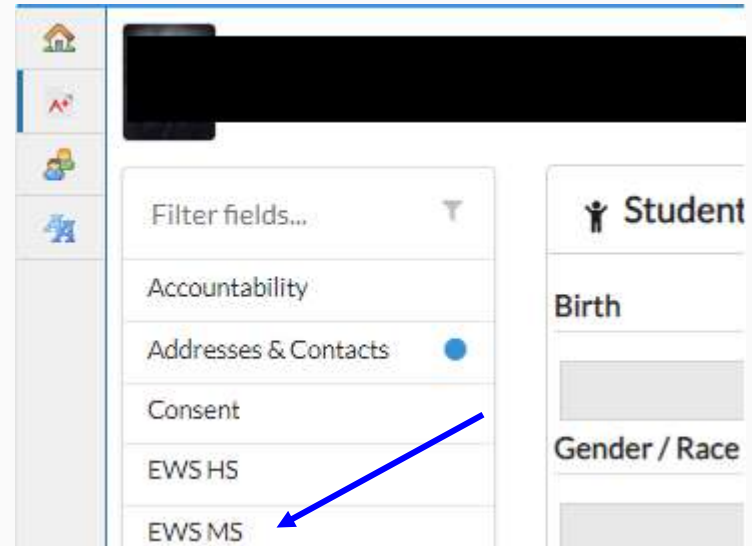 A+
Filter fields...
Student
Accountability
Birth
Addresses & Contacts
Consent
Gender / Race
EWS HS
EWS MS